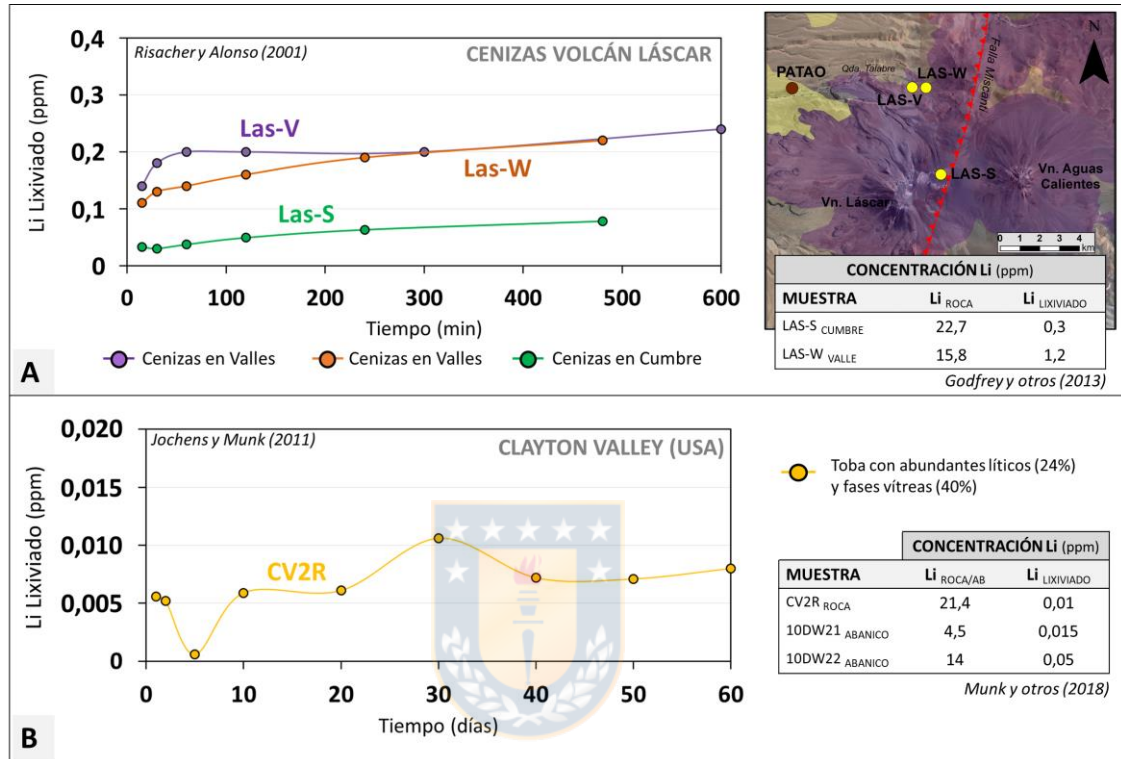 Risacher y Alonso (2001)
CENIZAS VOLCÁN LÁSCAR
Li Lixiviado (ppm)
0,4
0,3
0,2
0,1
0
Las-V
Las-W
Las-S
0 100 200 300 400 500 600
Tiempo (min)
Cenizas en Valles
Cenizas en Valles
Cenizas en Cumbre
A
N
PATAO
Qda. Talabre
LAS-W
LAS-V
Falla Miscanti
LAS-S
Vn. Láscar
Vn. Aguas
Calientes
0 1 2 3 4
km
CONCENTRACIÓN Li (ppm)
MUESTRA Li ROCA Li LIXIVIADO
LAS-S CUMBRE 22,7 0,3
LAS-W VALLE 15,8 1,2
Godfrey y otros (2013)
Jochens y Munk (2011)
CLAYTON VALLEY (USA)
Li Lixiviado (ppm)
0,020
0,015
0,010
0,005
0
CV2R
0 10 20 30 40 50 60
Tiempo (días)
B
Toba con abundantes líticos (24%)
y fases vítreas (40%)
CONCENTRACIÓN Li (ppm)
MUESTRA Li ROCA/AB Li LIXIVIADO
CV2R ROCA 21,4 0,01
10DW21 ABANICO 4,5 0,015
10DW22 ABANICO 14 0,05
Munk y otros (2018)